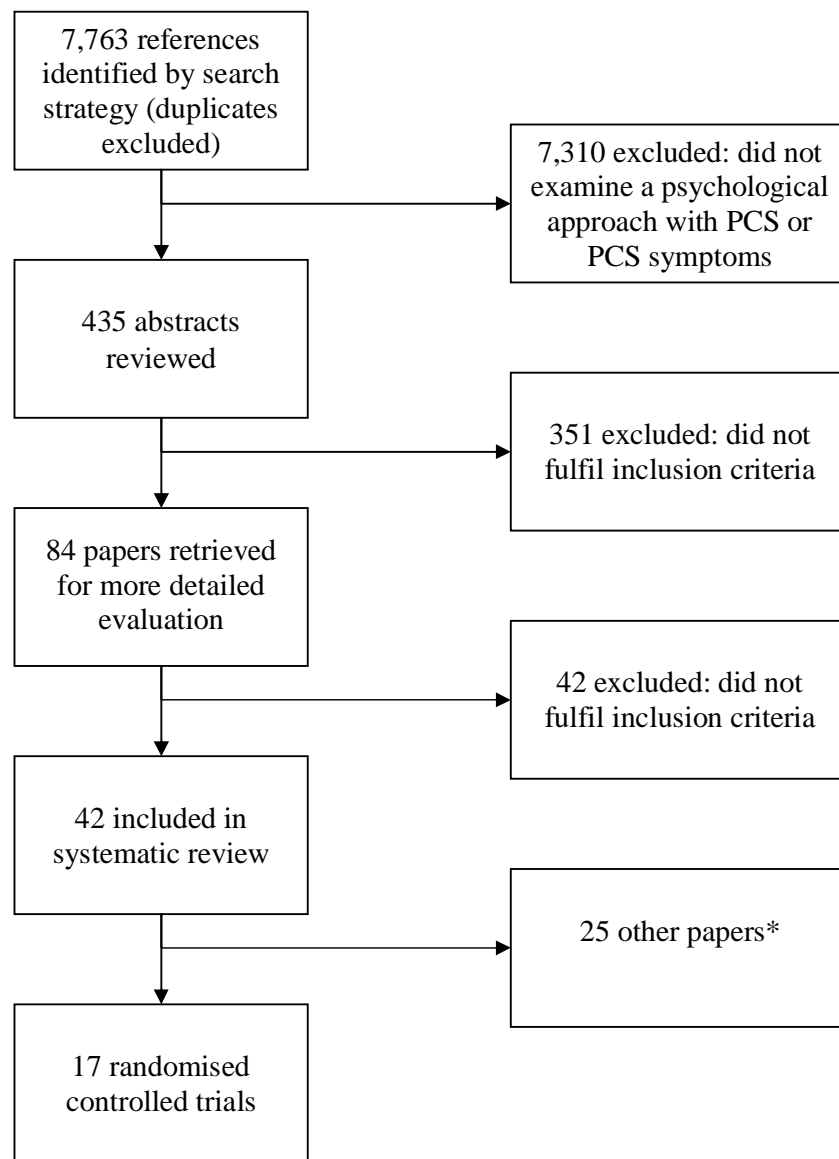 7,763 references
identified by search
strategy (duplicates
excluded)
7,310 excluded: did not
examine a psychological
approach with PCS or
PCS symptoms
435 abstracts
reviewed
351 excluded: did not
fulfil inclusion criteria
84 papers retrieved
for more detailed
evaluation
42 excluded: did not
fulfil inclusion criteria
42 included in
systematic review
25 other papers*
17 randomised
controlled trials